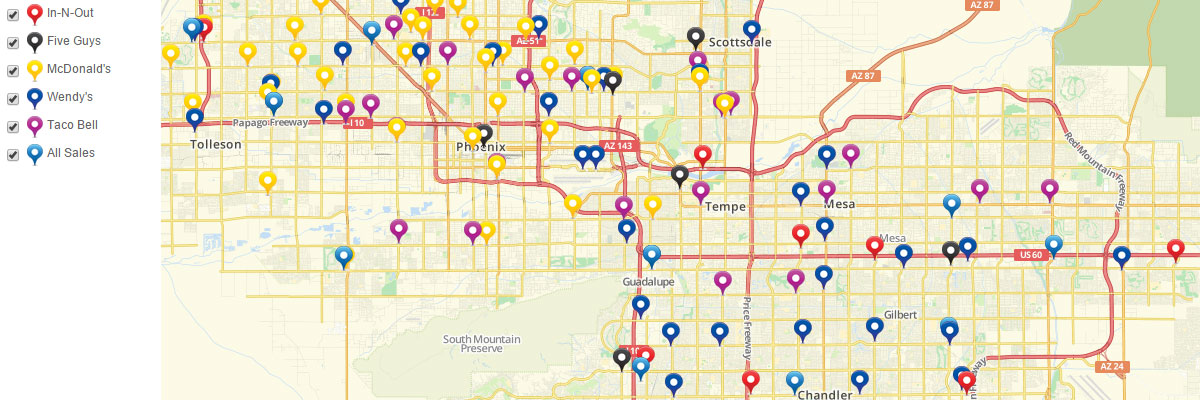 In-N-Out
Five Guys
McDonald's
Wendy's
Taco Bell
All Sales
AZ 87
AZ 51
Scottsdale
AZ 87
Papago Freeway
I 10
Tolleson
Phoenix
AZ 143
Red Mountain Freeway
Tempe
Mesa
Mesa
US 60
Guadalupe
Price Freeway
Gilbert
South Mountain
Preserve
AZ 24
Chandler